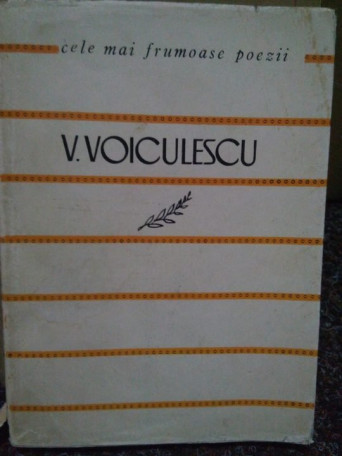 cele mai frumoase poezii
V. VOICULESCU